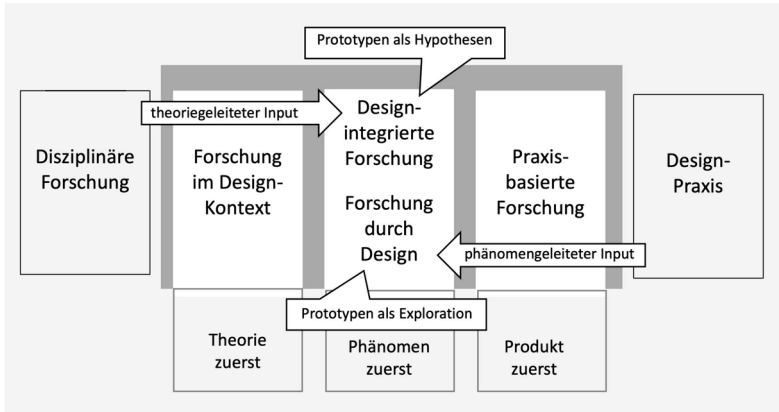 Prototypen als Hypothesen
theoriegeleiteter Input
Disziplinäre
Forschung
Forschung
im Design-
Kontext
Design-
integrierte
Forschung
Forschung
durch
Design
Praxis-
basierte
Forschung
Design-
Praxis
phänomengeleiteter Input
Prototypen als Exploration
Theorie
zuerst
Phänomen
zuerst
Produkt
zuerst